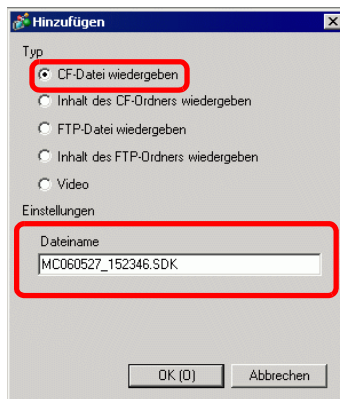 Hinzufügen
Typ
CF-Datei wiedergeben
Inhalt des CF-Ordners wiedergeben
FTP-Datei wiedergeben
Inhalt des FTP-Ordners wiedergeben
Video
Einstellungen
Dateiname
MC060527_152346.SDK
OK (O) Abbrechen